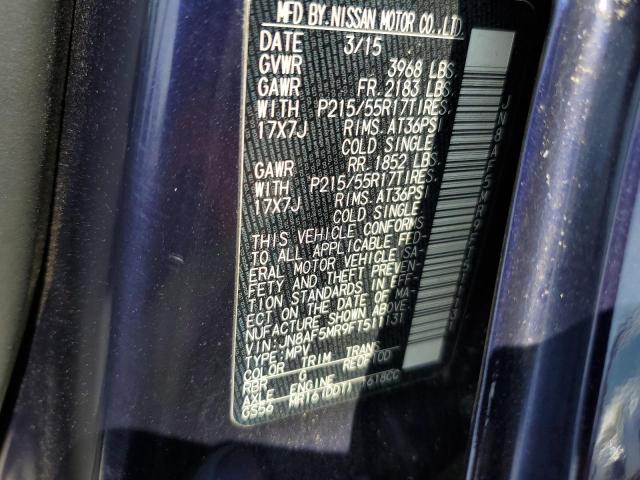 MFD BY NISSAN MOTOR CO.,LTD.
DATE 3/15
GVWR 3968 LBS.
GAWR FR. 2183 LBS.
WITH P215/55R17TIRES.
17X7J RIMS. AT36PSI
COLD SINGLE.
GAWR RR. 1852 LBS.
WITH P215/55R17TIRES.
17X7J RIMS. AT36PSI
COLD SINGLE.
THIS VEHICLE CONFORMS
TO ALL APPLICABLE FED-
ERAL MOTOR VEHICLE SA-
FETY AND THEFT PREVEN-
TION STANDARDS IN EFF-
ECT ON THE DATE OF MA-
NUFACTURE SHOWN ABOVE.
VIN:
TYPE: MPV
COLOR TRIM TRANS
RBR G
AXLE ENGINE
GS56 1618CC